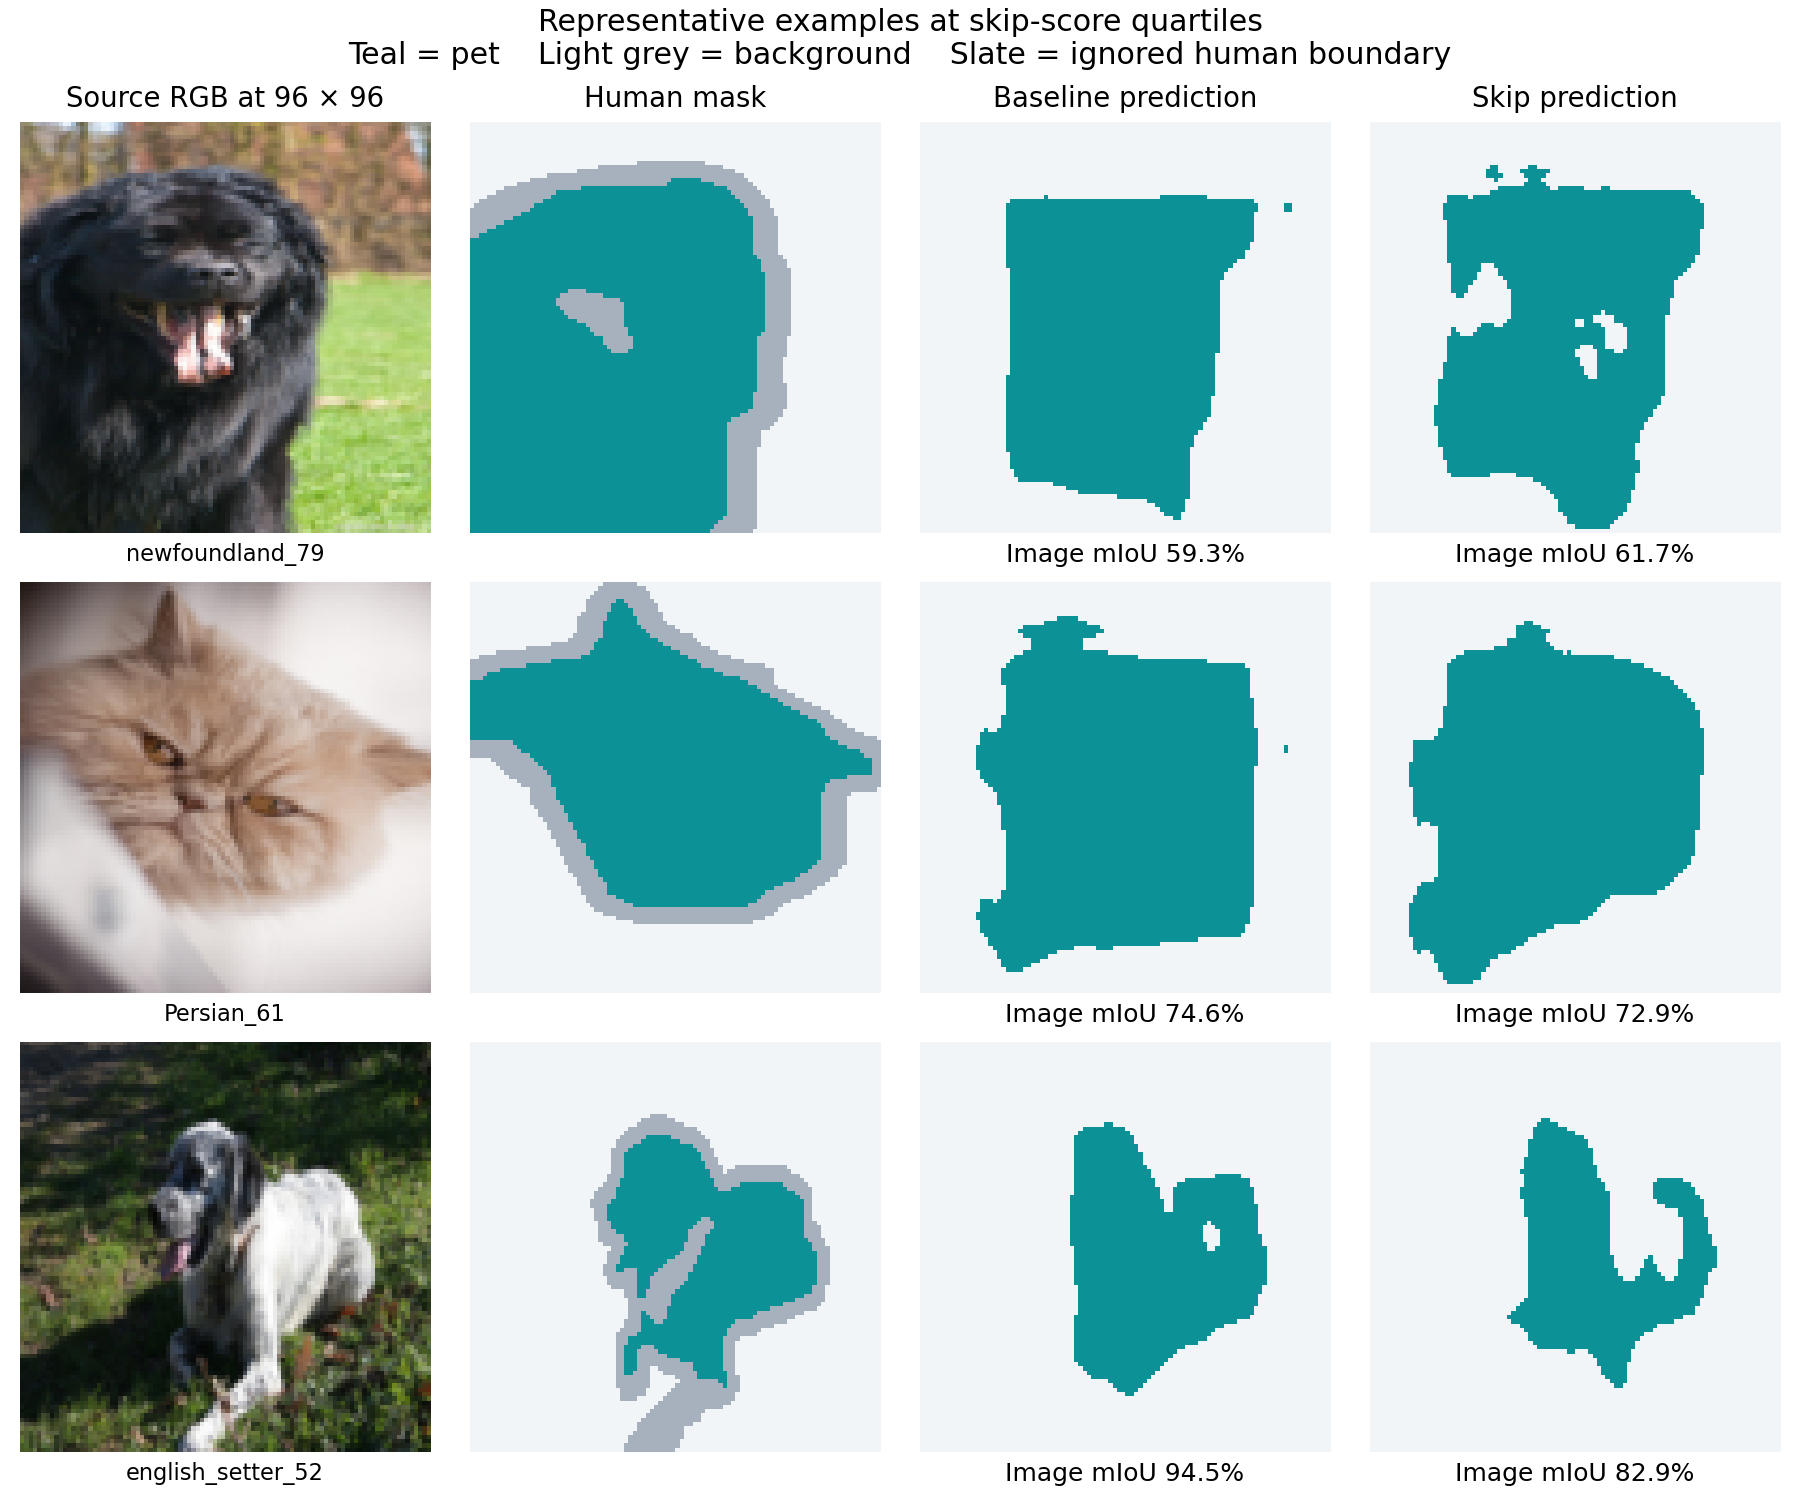 Representative examples at skip-score quartiles
Teal = pet    Light grey = background    Slate = ignored human boundary
Source RGB at 96 × 96    Human mask    Baseline prediction    Skip prediction
newfoundland_79    Image mIoU 59.3%    Image mIoU 61.7%
Persian_61    Image mIoU 74.6%    Image mIoU 72.9%
english_setter_52    Image mIoU 94.5%    Image mIoU 82.9%